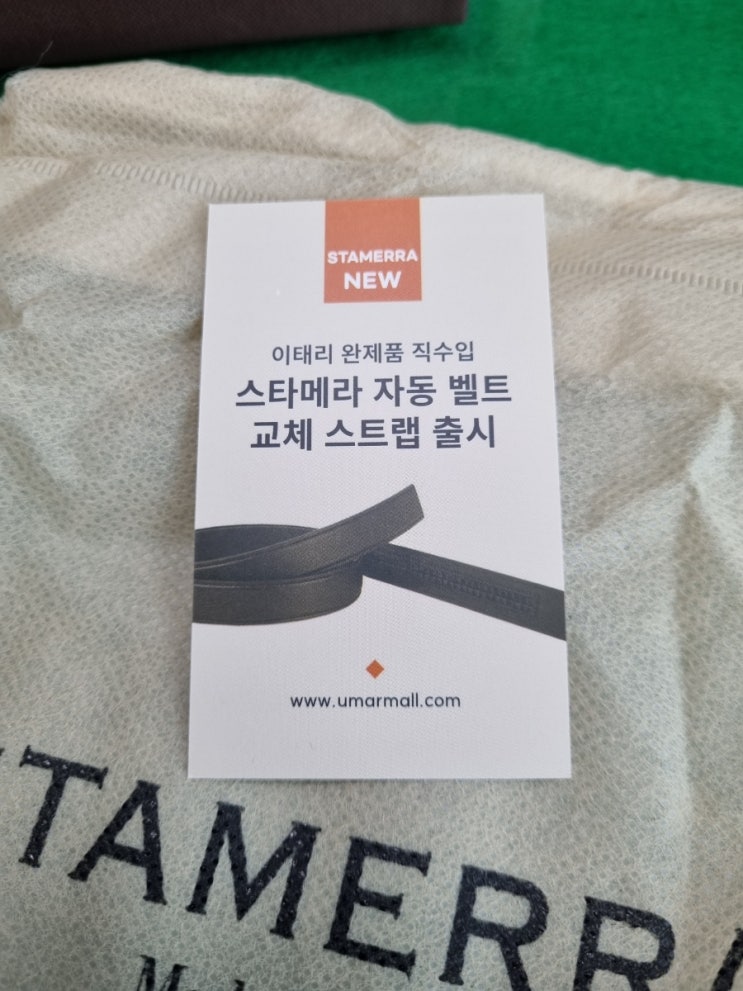 STAMERRA
NEW
이태리 완제품 직수입
스타메라 자동 벨트
교체 스트랩 출시
www.umarmall.com
TAMERRA